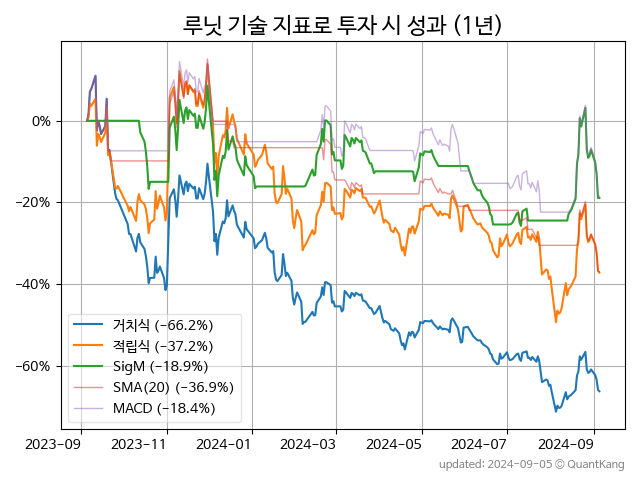 루닛 기술 지표로 투자 시 성과 (1년)
0%
−20%
−40%
−60%
거치식 (−66.2%)
적립식 (−37.2%)
SigM (−18.9%)
SMA(20) (−36.9%)
MACD (−18.4%)
2023-09 2023-11 2024-01 2024-03 2024-05 2024-07 2024-09
updated: 2024-09-05 © QuantKang